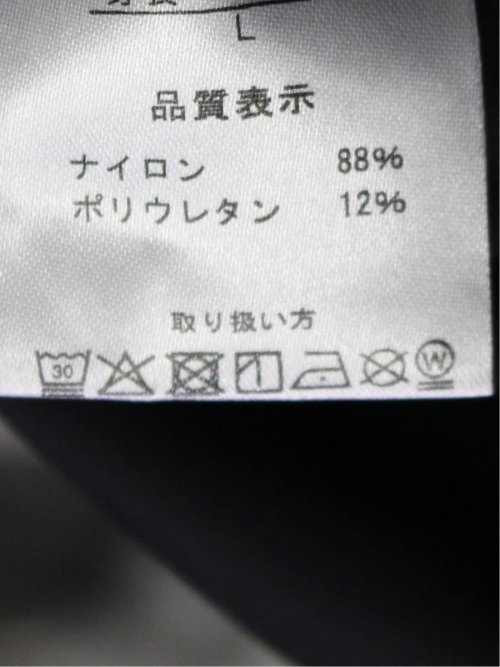 L
品質表示
ナイロン 88%
ポリウレタン 12%
取り扱い方
30 W